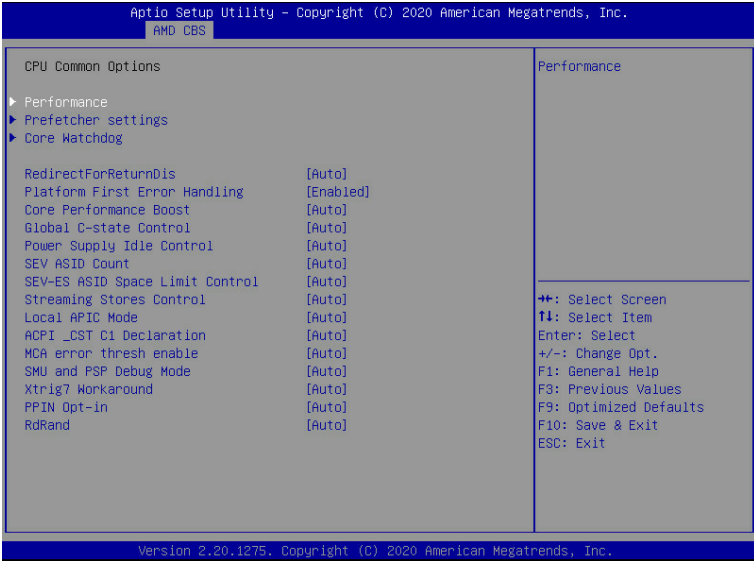 Aptio Setup Utility – Copyright (C) 2020 American Megatrends, Inc.
AMD CBS
CPU Common Options
Performance
Prefetcher settings
Core Watchdog
RedirectForReturnDis [Auto]
Platform First Error Handling [Enabled]
Core Performance Boost [Auto]
Global C-state Control [Auto]
Power Supply Idle Control [Auto]
SEV ASID Count [Auto]
SEV-ES ASID Space Limit Control [Auto]
Streaming Stores Control [Auto]
Local APIC Mode [Auto]
ACPI _CST C1 Declaration [Auto]
MCA error thresh enable [Auto]
SMU and PSP Debug Mode [Auto]
Xtrig7 Workaround [Auto]
PPIN Opt-in [Auto]
RdRand [Auto]
Performance
→←: Select Screen
↑↓: Select Item
Enter: Select
+/-: Change Opt.
F1: General Help
F3: Previous Values
F9: Optimized Defaults
F10: Save & Exit
ESC: Exit
Version 2.20.1275. Copyright (C) 2020 American Megatrends, Inc.